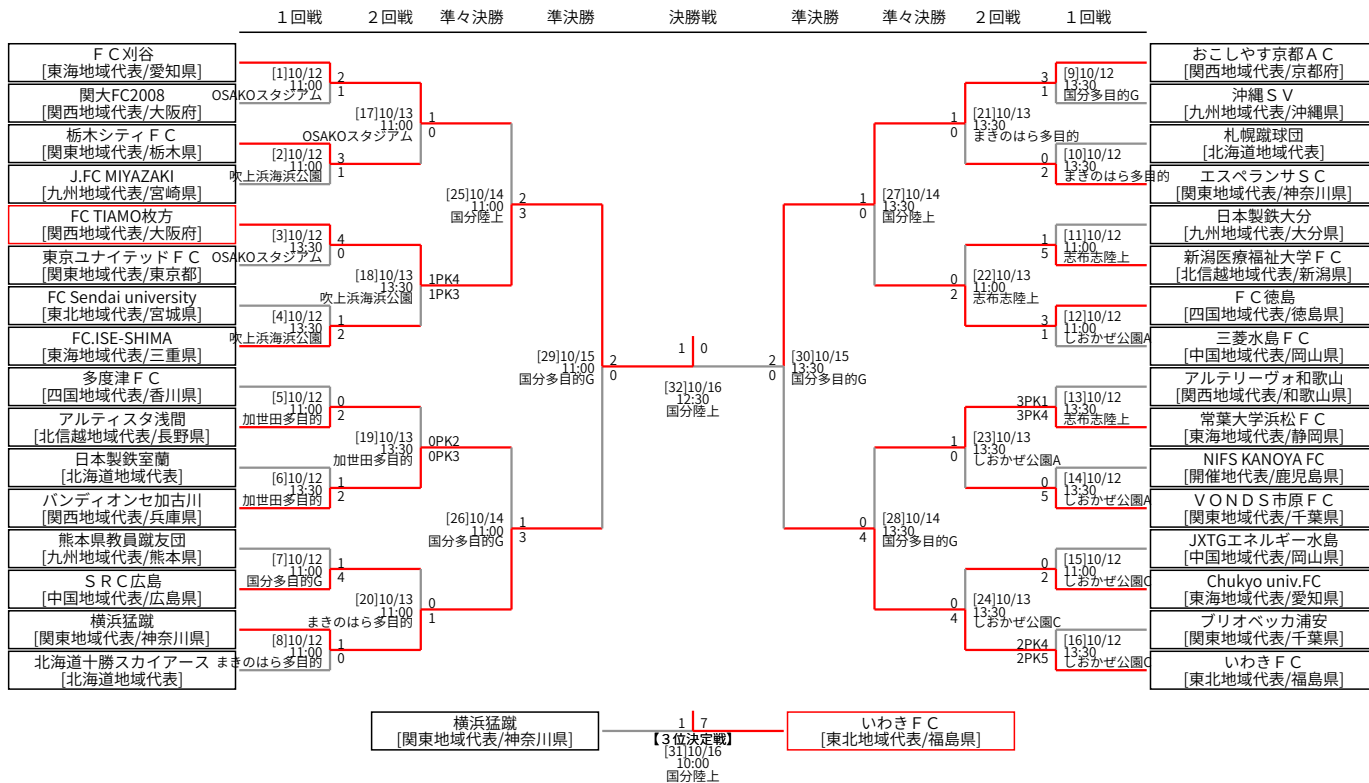 １回戦
２回戦
準々決勝
準決勝
決勝戦
準決勝
準々決勝
２回戦
１回戦
ＦＣ刈谷
[東海地域代表/愛知県]
関大FC2008
[関西地域代表/大阪府]
栃木シティＦＣ
[関東地域代表/栃木県]
J.FC MIYAZAKI
[九州地域代表/宮崎県]
FC TIAMO枚方
[関西地域代表/大阪府]
東京ユナイテッドＦＣ
[関東地域代表/東京都]
FC Sendai university
[東北地域代表/宮城県]
FC.ISE-SHIMA
[東海地域代表/三重県]
多度津ＦＣ
[四国地域代表/香川県]
アルティスタ浅間
[北信越地域代表/長野県]
日本製鉄室蘭
[北海道地域代表]
バンディオンセ加古川
[関西地域代表/兵庫県]
熊本県教員蹴友団
[九州地域代表/熊本県]
ＳＲＣ広島
[中国地域代表/広島県]
横浜猛蹴
[関東地域代表/神奈川県]
北海道十勝スカイアース
[北海道地域代表]
[1]10/12
11:00
OSAKOスタジアム
2
1
[2]10/12
11:00
吹上浜海浜公園
3
1
[3]10/12
13:30
OSAKOスタジアム
4
0
[4]10/12
13:30
吹上浜海浜公園
1
2
[5]10/12
11:00
加世田多目的
0
2
[6]10/12
13:30
加世田多目的
1
2
[7]10/12
11:00
国分多目的G
1
4
[8]10/12
11:00
まきのはら多目的
1
0
[17]10/13
11:00
OSAKOスタジアム
1
0
[18]10/13
13:30
吹上浜海浜公園
1PK4
1PK3
[19]10/13
13:30
加世田多目的
0PK2
0PK3
[20]10/13
11:00
まきのはら多目的
0
1
[25]10/14
11:00
国分陸上
2
3
[26]10/14
11:00
国分多目的G
1
3
[29]10/15
11:00
国分多目的G
2
0
1
0
[32]10/16
12:30
国分陸上
2
0
[30]10/15
13:30
国分多目的G
1
0
[27]10/14
13:30
国分陸上
0
4
[28]10/14
13:30
国分多目的G
1
0
[21]10/13
13:30
まきのはら多目的
0
2
[22]10/13
11:00
志布志陸上
1
0
[23]10/13
13:30
しおかぜ公園A
0
4
[24]10/13
13:30
しおかぜ公園C
3
1
[9]10/12
13:30
国分多目的G
0
2
[10]10/12
13:30
まきのはら多目的
1
5
[11]10/12
11:00
志布志陸上
3
1
[12]10/12
11:00
しおかぜ公園A
3PK1
3PK4
[13]10/12
13:30
志布志陸上
0
5
[14]10/12
13:30
しおかぜ公園A
0
2
[15]10/12
11:00
しおかぜ公園C
2PK4
2PK5
[16]10/12
13:30
しおかぜ公園C
おこしやす京都ＡＣ
[関西地域代表/京都府]
沖縄ＳＶ
[九州地域代表/沖縄県]
札幌蹴球団
[北海道地域代表]
エスペランサＳＣ
[関東地域代表/神奈川県]
日本製鉄大分
[九州地域代表/大分県]
新潟医療福祉大学ＦＣ
[北信越地域代表/新潟県]
ＦＣ徳島
[四国地域代表/徳島県]
三菱水島ＦＣ
[中国地域代表/岡山県]
アルテリーヴォ和歌山
[関西地域代表/和歌山県]
常葉大学浜松ＦＣ
[東海地域代表/静岡県]
NIFS KANOYA FC
[開催地代表/鹿児島県]
ＶＯＮＤＳ市原ＦＣ
[関東地域代表/千葉県]
JXTGエネルギー水島
[中国地域代表/岡山県]
Chukyo univ.FC
[東海地域代表/愛知県]
ブリオベッカ浦安
[関東地域代表/千葉県]
いわきＦＣ
[東北地域代表/福島県]
横浜猛蹴
[関東地域代表/神奈川県]
1
7
【３位決定戦】
[31]10/16
10:00
国分陸上
いわきＦＣ
[東北地域代表/福島県]